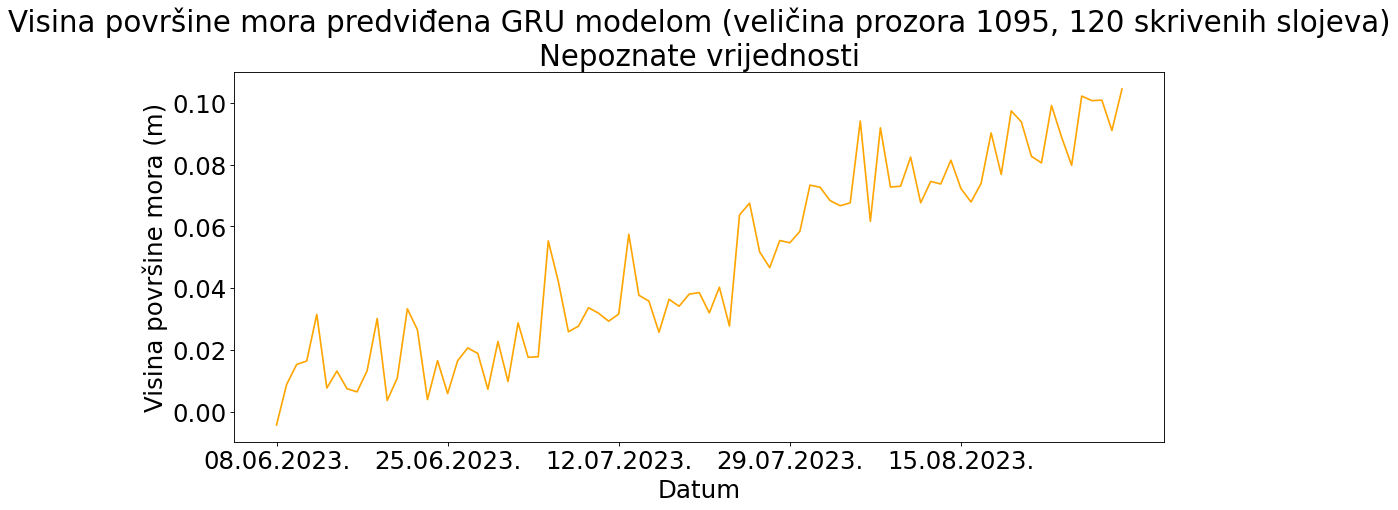 Visina površine mora predviđena GRU modelom (veličina prozora 1095, 120 skrivenih slojeva)
Nepoznate vrijednosti
Visina površine mora (m)
0.10
0.08
0.06
0.04
0.02
0.00
08.06.2023. 25.06.2023. 12.07.2023. 29.07.2023. 15.08.2023.
Datum